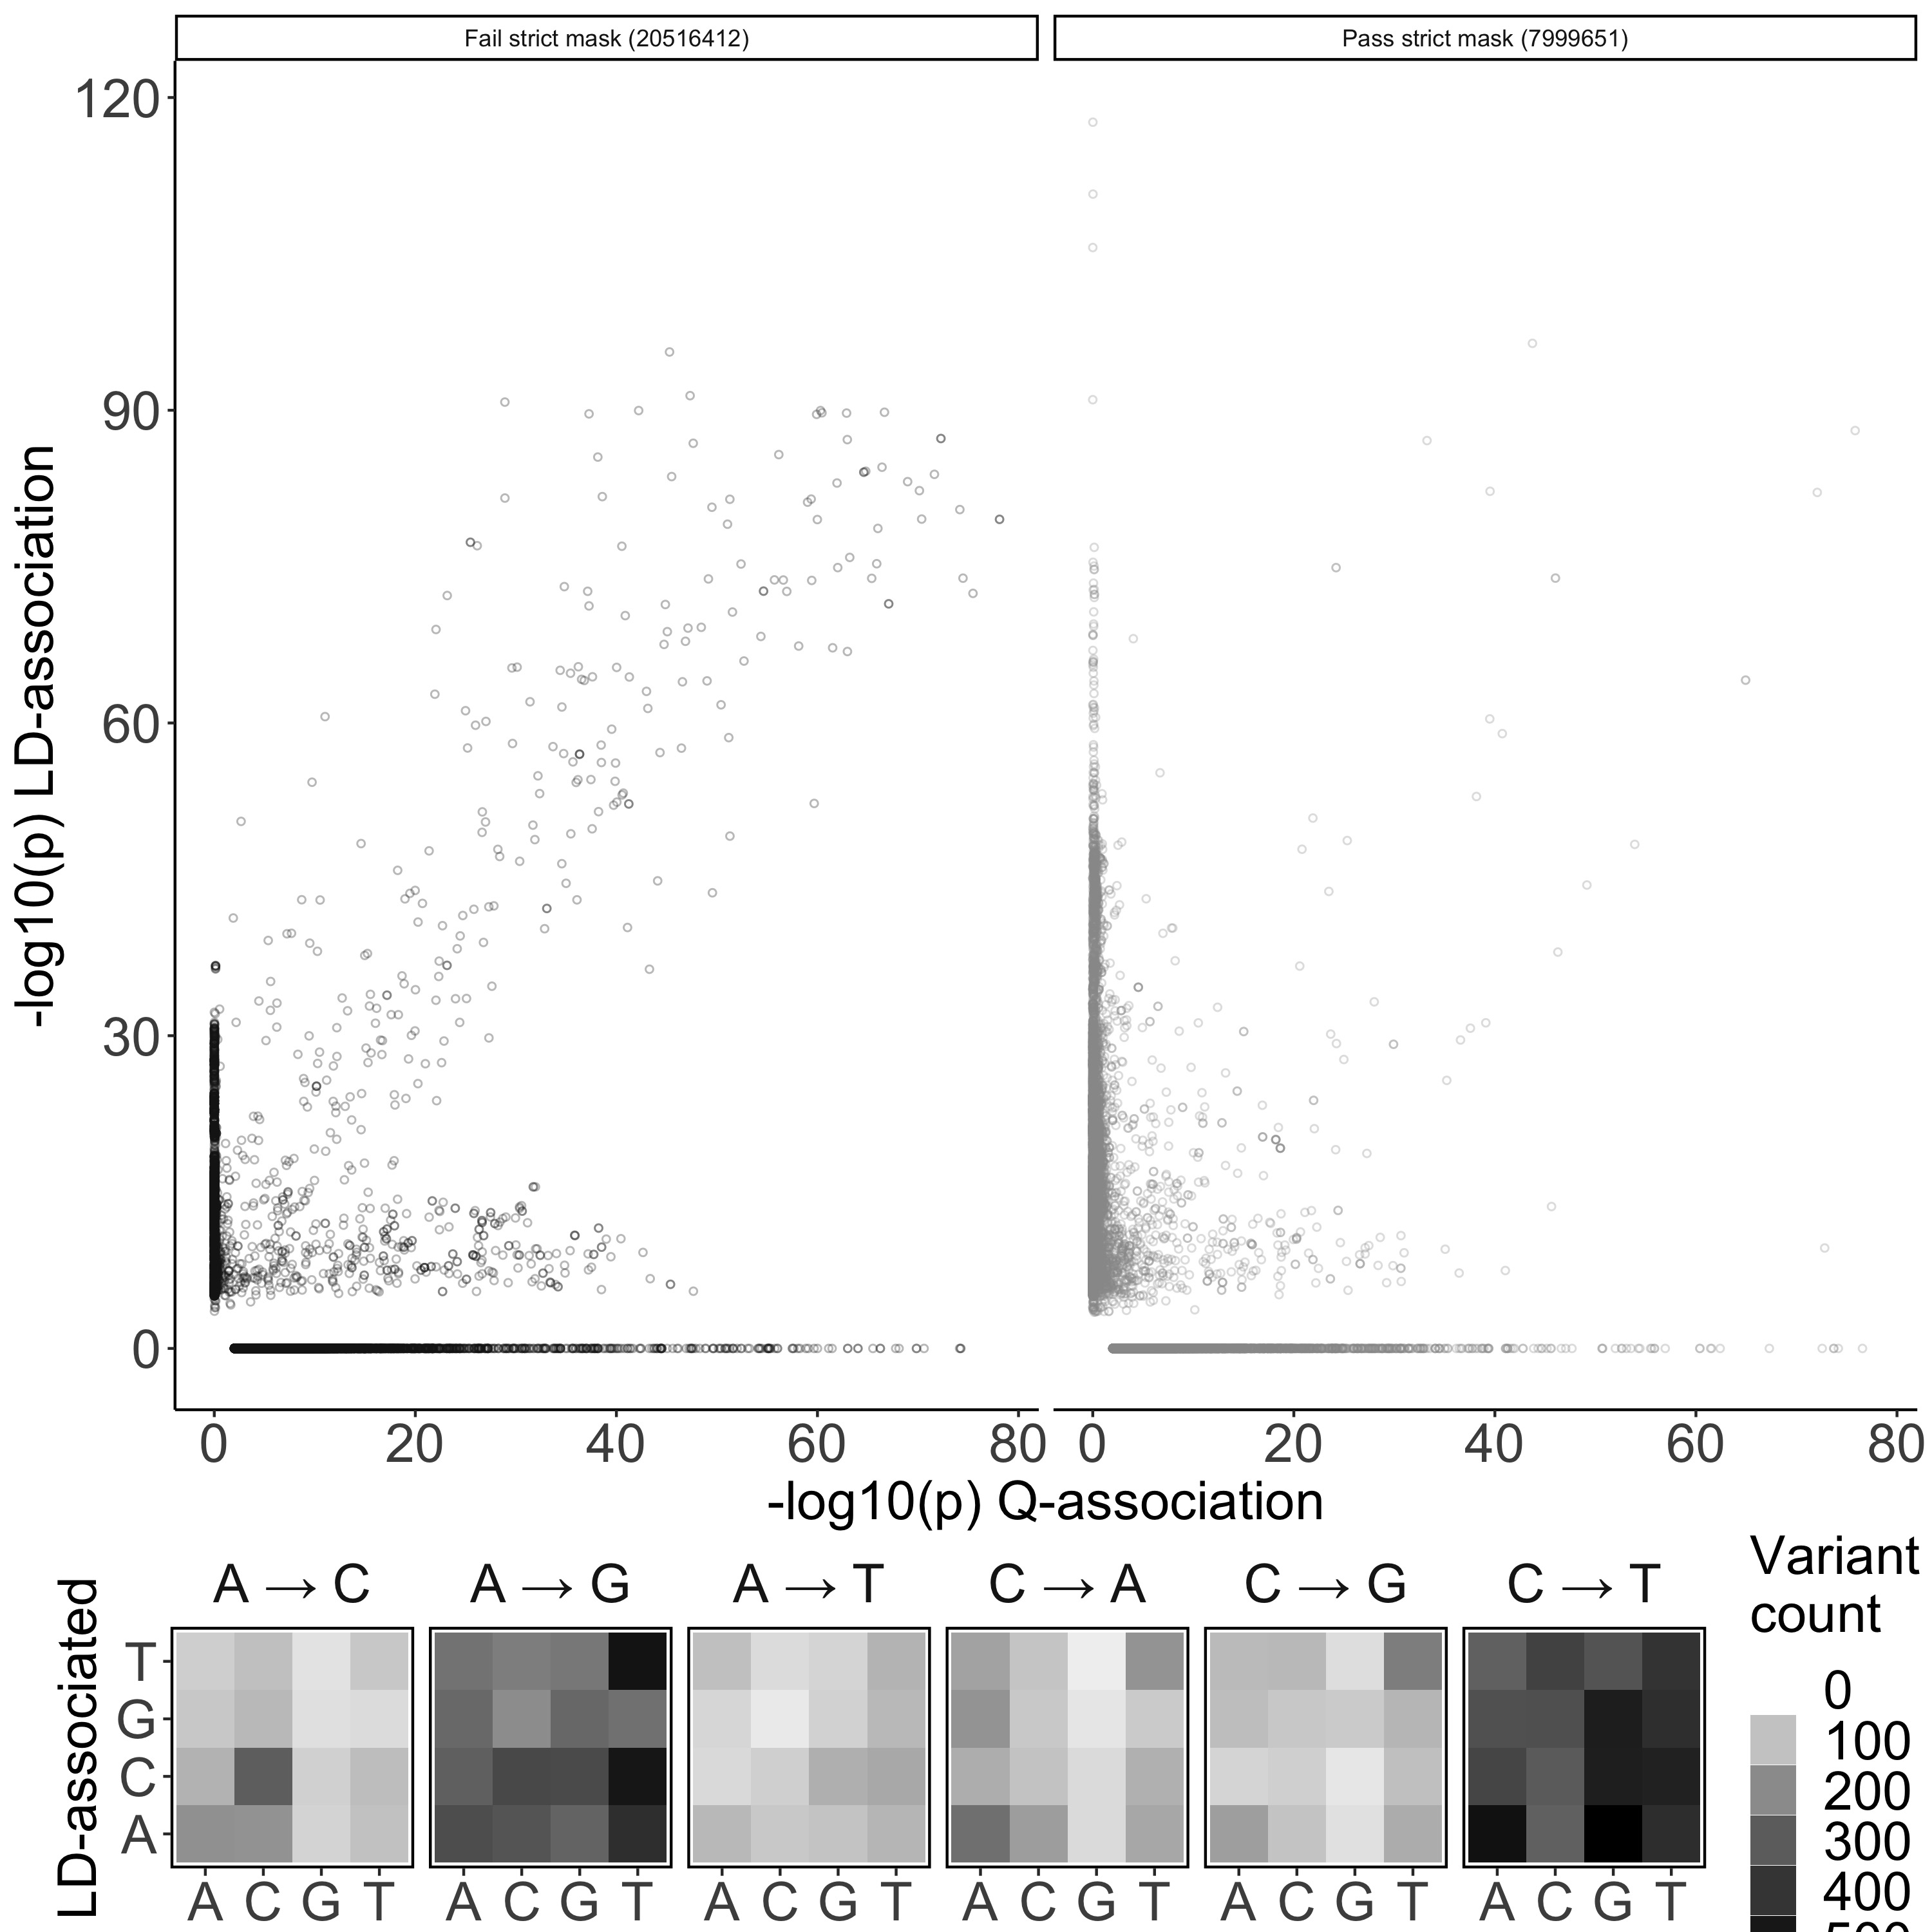 Fail strict mask (20516412)
Pass strict mask (7999651)
120
90
60
30
0
-log10(p) LD-association
0 20 40 60 80
0 20 40 60 80
-log10(p) Q-association
A → C
A → G
A → T
C → A
C → G
C → T
LD-associated
T
G
C
A
A C G T
A C G T
A C G T
A C G T
A C G T
A C G T
Variant
count
0
100
200
300
400
500